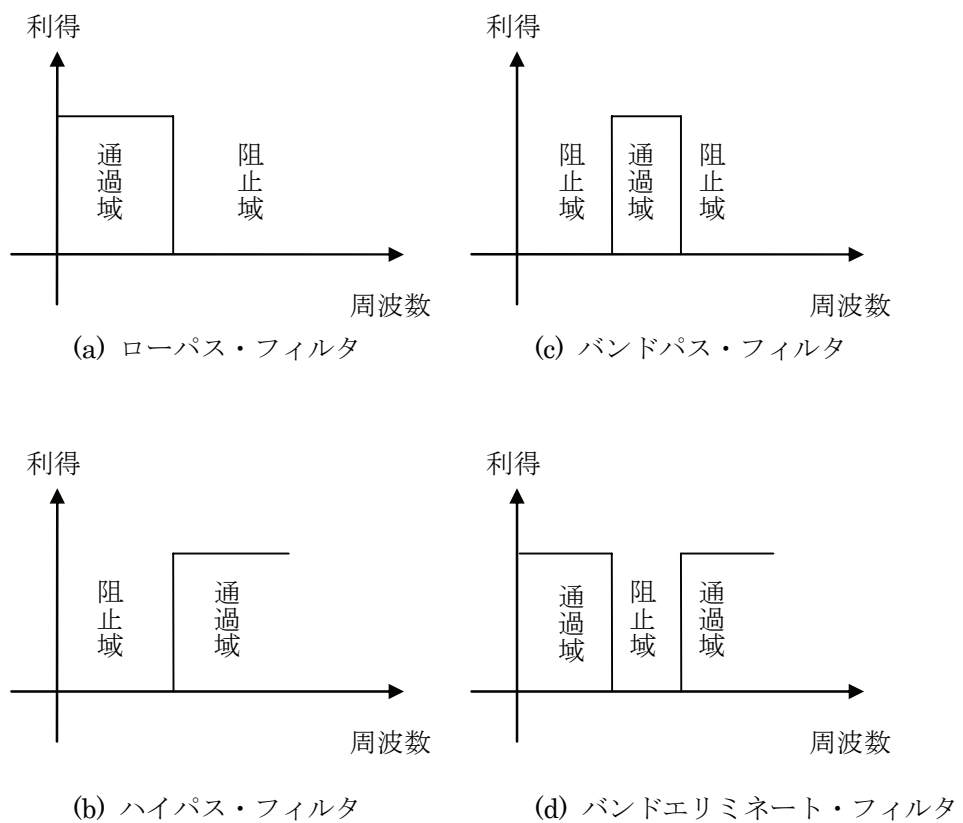 利得
通過域
阻止域
周波数
(a) ローパス・フィルタ
利得
阻止域
通過域
阻止域
周波数
(c) バンドパス・フィルタ
利得
阻止域
通過域
周波数
(b) ハイパス・フィルタ
利得
通過域
阻止域
通過域
周波数
(d) バンドエリミネート・フィルタ